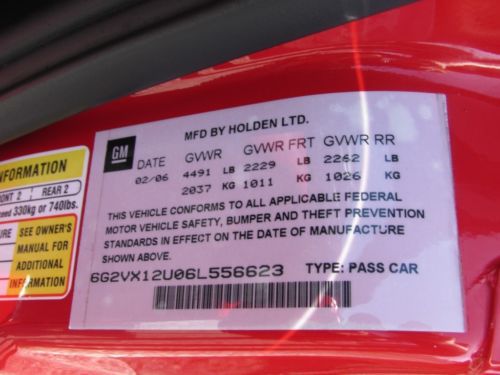 MFD BY HOLDEN LTD.
GM
DATE GVWR GVWR FRT GVWR RR
02/06 4491 LB 2229 LB 2262 LB
2037 KG 1011 KG 1026 KG
THIS VEHICLE CONFORMS TO ALL APPLICABLE FEDERAL
MOTOR VEHICLE SAFETY, BUMPER AND THEFT PREVENTION
STANDARDS IN EFFECT ON THE DATE OF MANUFACTURE
SHOWN ABOVE.
6G2VX12U06L556623 TYPE: PASS CAR
INFORMATION
2 REAR 2
330kg or 740lbs.
SEE OWNER'S
MANUAL FOR
ADDITIONAL
INFORMATION